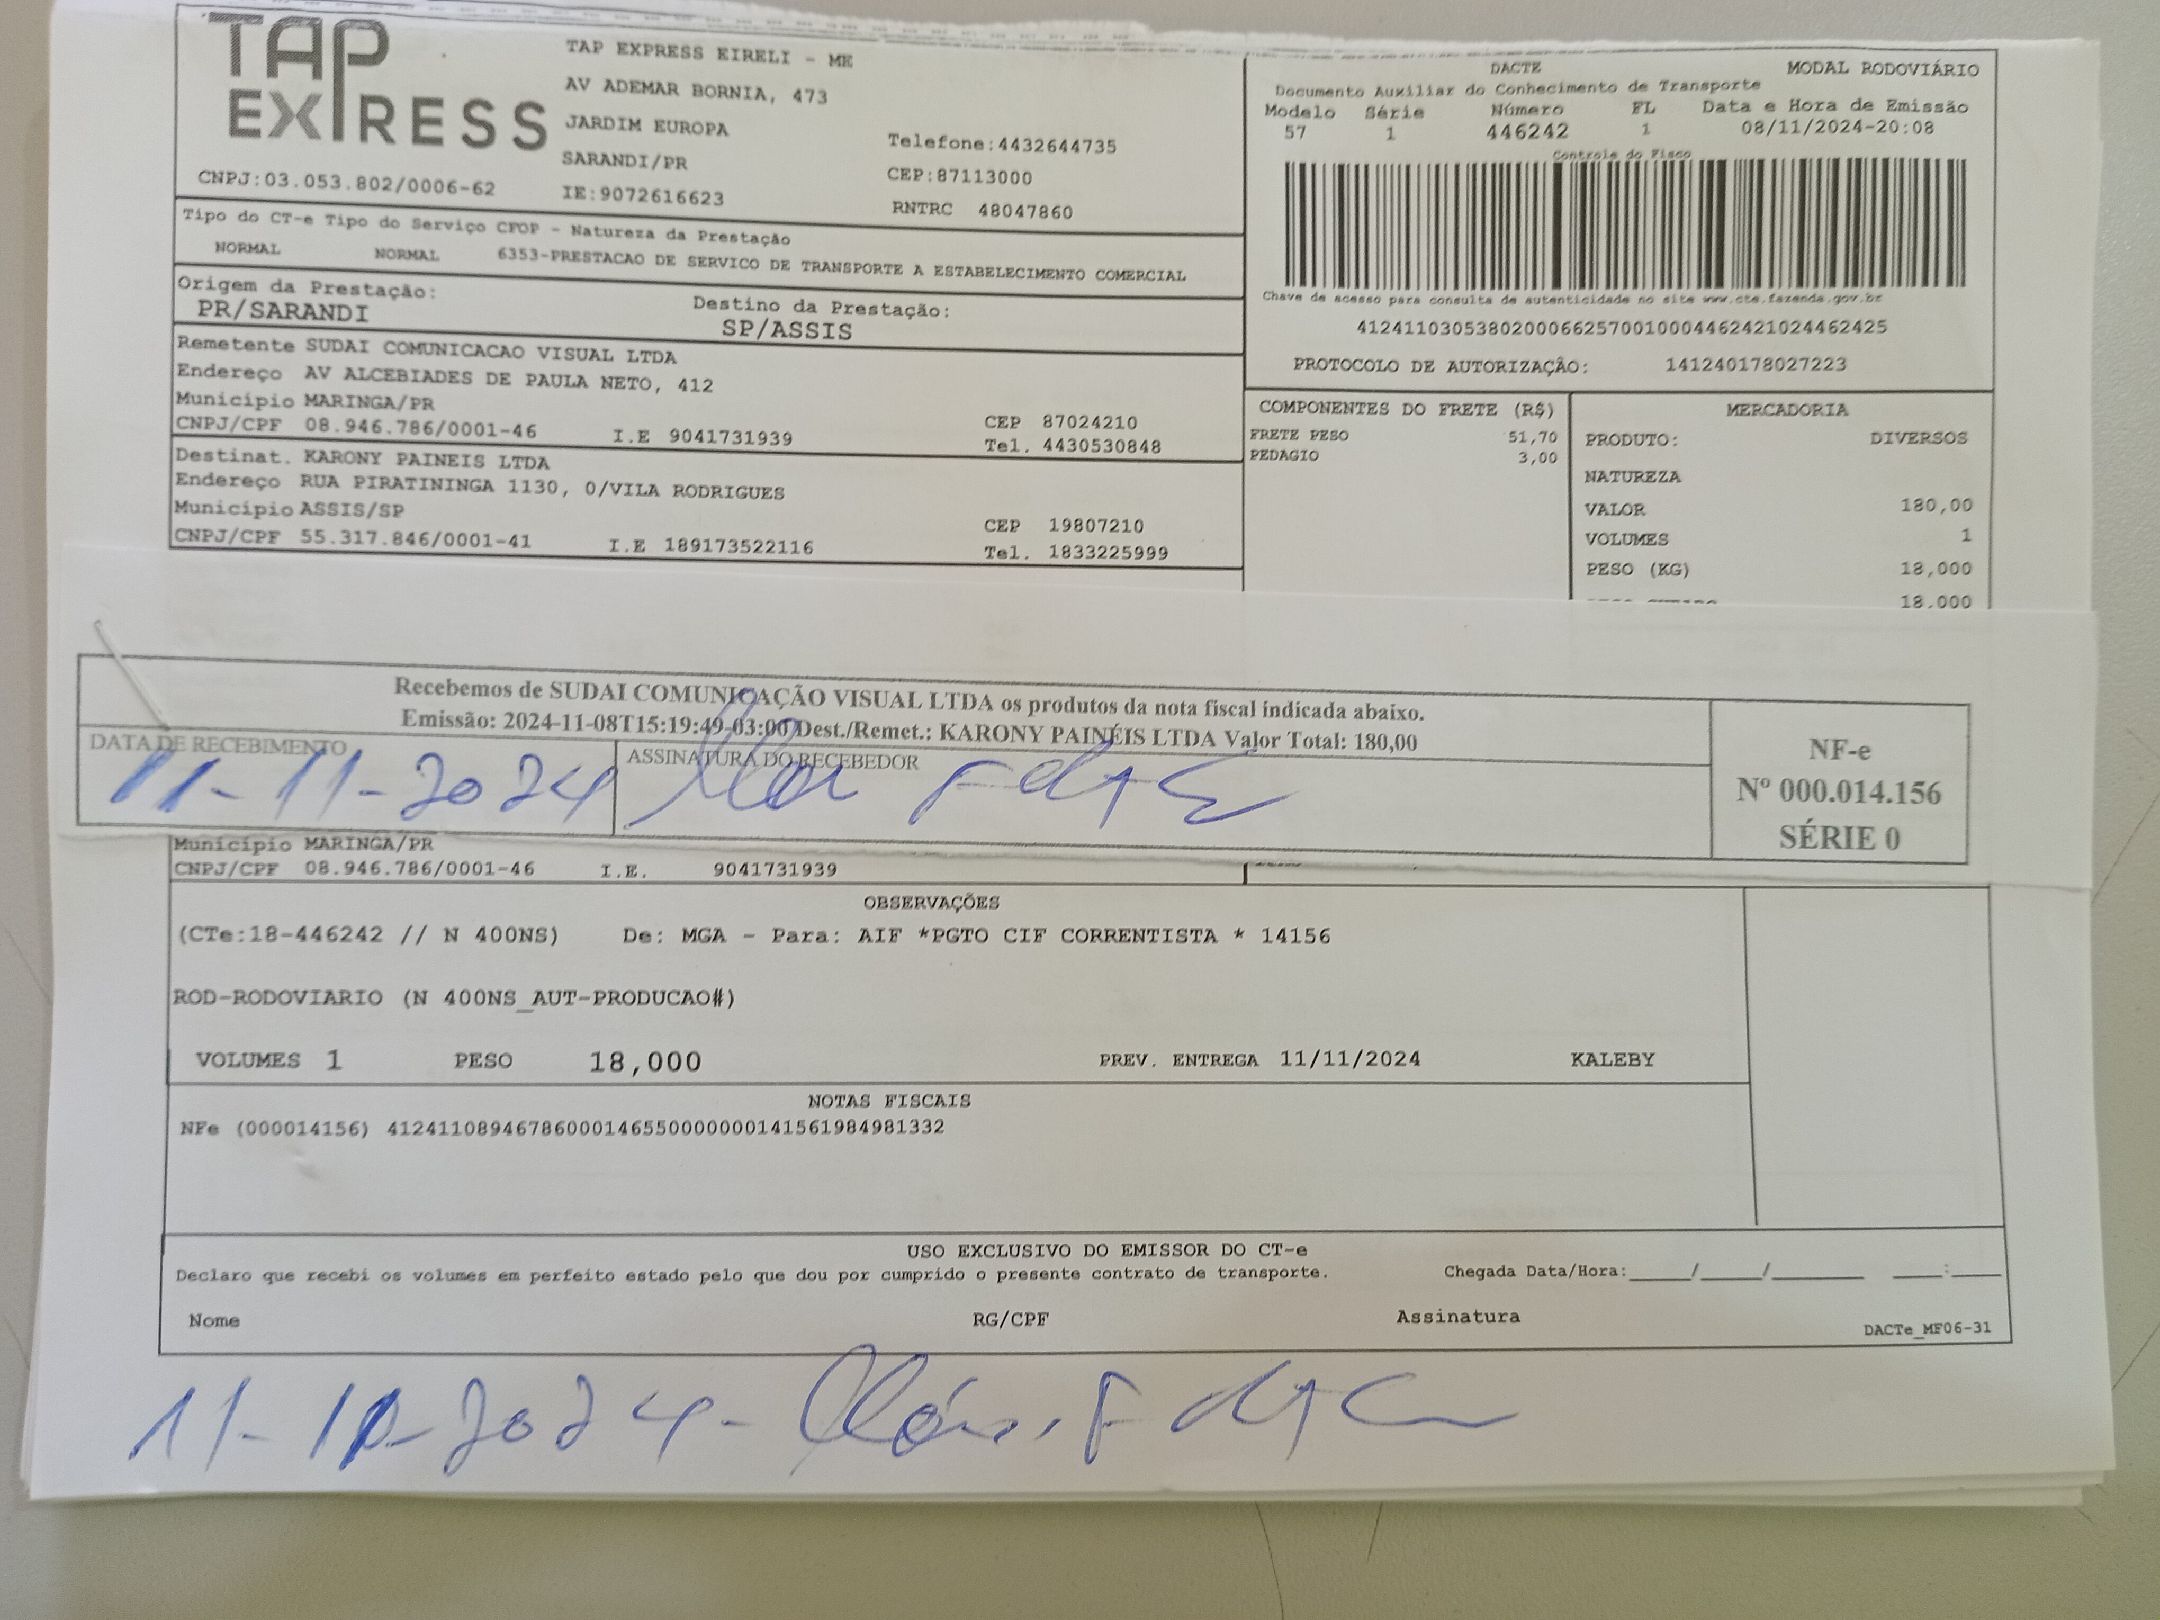 TAP EXPRESS
TAP EXPRESS EIRELI - ME
AV ADEMAR BORNIA, 473
JARDIM EUROPA
SARANDI/PR
Telefone:4432644735
CEP:87113000
CNPJ:03.053.802/0006-62
IE:9072616623
RNTRC 48047860
DACTE
MODAL RODOVIÁRIO
Documento Auxiliar do Conhecimento de Transporte
Modelo Série Número FL Data e Hora de Emissão
57 1 446242 1 08/11/2024-20:08
Controle do Fisco
Chave de acesso para consulta de autenticidade no site www.cte.fazenda.gov.br
41241103053802000662570010004462421024462425
PROTOCOLO DE AUTORIZAÇÃO: 141240178027223
Tipo do CT-e Tipo do Serviço CFOP - Natureza da Prestação
NORMAL NORMAL 6353-PRESTACAO DE SERVICO DE TRANSPORTE A ESTABELECIMENTO COMERCIAL
Origem da Prestação: Destino da Prestação:
PR/SARANDI SP/ASSIS
Remetente SUDAI COMUNICACAO VISUAL LTDA
Endereço AV ALCEBIADES DE PAULA NETO, 412
Município MARINGA/PR
CEP 87024210
CNPJ/CPF 08.946.786/0001-46 I.E 9041731939 Tel. 4430530848
Destinat. KARONY PAINEIS LTDA
Endereço RUA PIRATININGA 1130, 0/VILA RODRIGUES
Município ASSIS/SP
CEP 19807210
CNPJ/CPF 55.317.846/0001-41 I.E 189173522116 Tel. 1833225999
COMPONENTES DO FRETE (R$)
FRETE PESO 51,70
PEDAGIO 3,00
MERCADORIA
PRODUTO: DIVERSOS
NATUREZA
VALOR 180,00
VOLUMES 1
PESO (KG) 18,000
18,000
Recebemos de SUDAI COMUNICAÇÃO VISUAL LTDA os produtos da nota fiscal indicada abaixo.
Emissão: 2024-11-08T15:19:49-03:00 Dest./Remet.: KARONY PAINÉIS LTDA Valor Total: 180,00
DATA DE RECEBIMENTO
11-11-2024
ASSINATURA DO RECEBEDOR
NF-e
Nº 000.014.156
SÉRIE 0
Município MARINGA/PR
CNPJ/CPF 08.946.786/0001-46 I.E. 9041731939
OBSERVAÇÕES
(CTe:18-446242 // N 400NS) De: MGA - Para: AIF *PGTO CIF CORRENTISTA * 14156
ROD-RODOVIARIO (N 400NS_AUT-PRODUCAO#)
VOLUMES 1 PESO 18,000 PREV. ENTREGA 11/11/2024 KALEBY
NOTAS FISCAIS
NFe (000014156) 41241108946786000146550000000141561984981332
USO EXCLUSIVO DO EMISSOR DO CT-e
Declaro que recebi os volumes em perfeito estado pelo que dou por cumprido o presente contrato de transporte. Chegada Data/Hora:____/____/______ ___:___
Nome RG/CPF Assinatura
DACTe_MF06-31
11-11-2024-